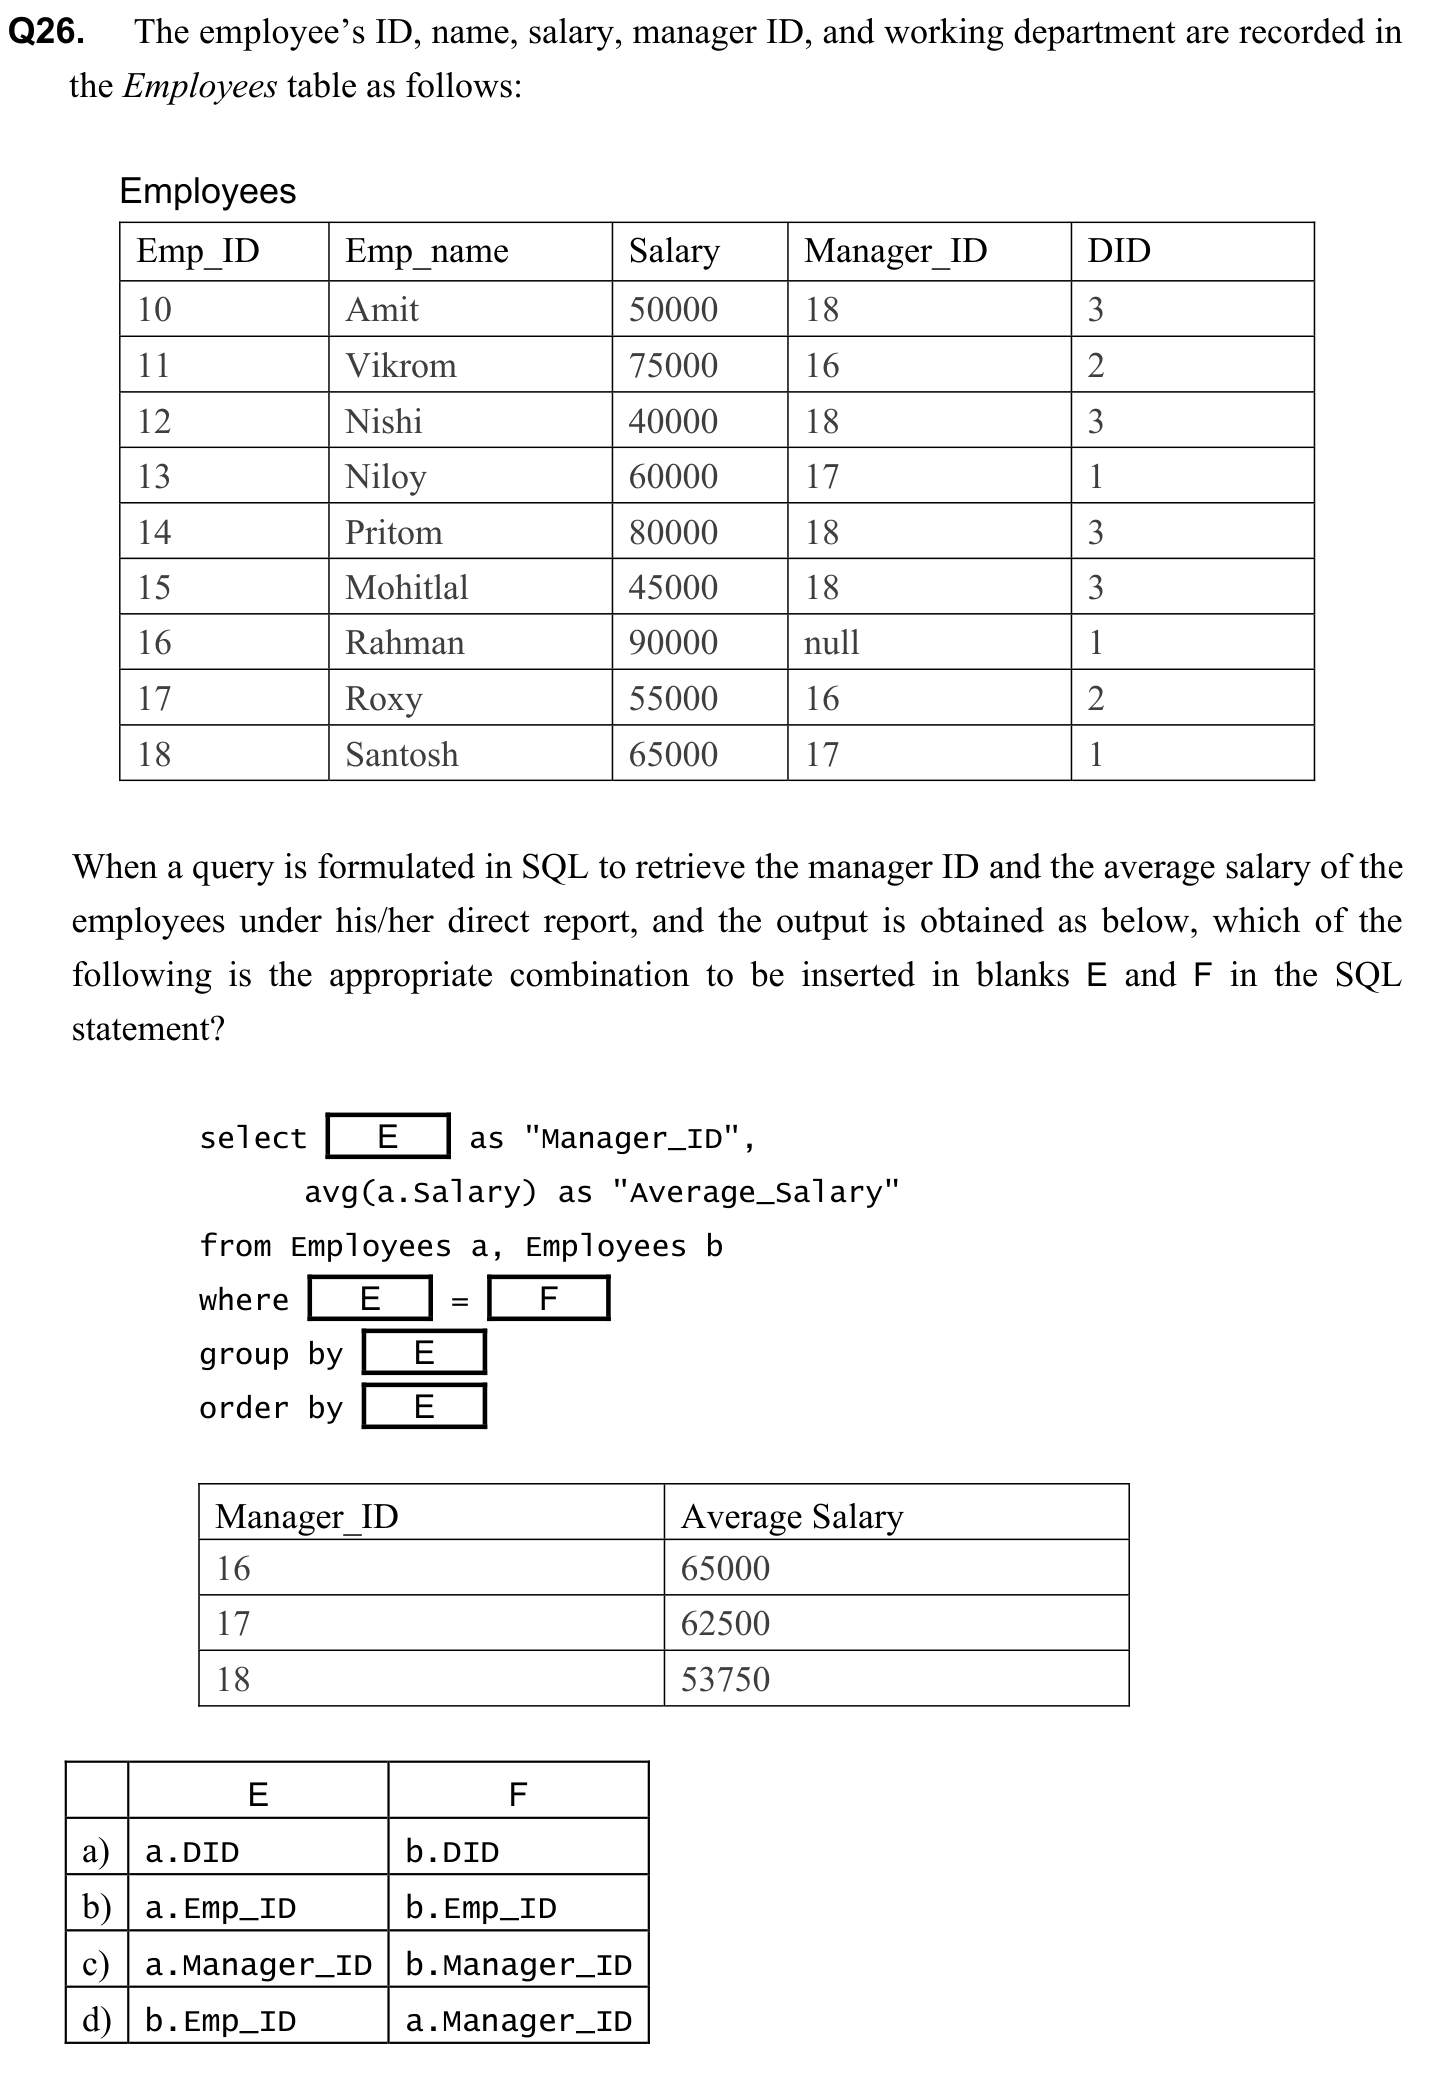 Q26. The employee’s ID, name, salary, manager ID, and working department are recorded in
the Employees table as follows:
Employees
Emp_ID Emp_name Salary Manager_ID DID
10 Amit 50000 18 3
11 Vikrom 75000 16 2
12 Nishi 40000 18 3
13 Niloy 60000 17 1
14 Pritom 80000 18 3
15 Mohitlal 45000 18 3
16 Rahman 90000 null 1
17 Roxy 55000 16 2
18 Santosh 65000 17 1
When a query is formulated in SQL to retrieve the manager ID and the average salary of the
employees under his/her direct report, and the output is obtained as below, which of the
following is the appropriate combination to be inserted in blanks E and F in the SQL
statement?
select E as "Manager_ID",
avg(a.Salary) as "Average_Salary"
from Employees a, Employees b
where E = F
group by E
order by E
Manager_ID Average Salary
16 65000
17 62500
18 53750
E F
a) a.DID b.DID
b) a.Emp_ID b.Emp_ID
c) a.Manager_ID b.Manager_ID
d) b.Emp_ID a.Manager_ID